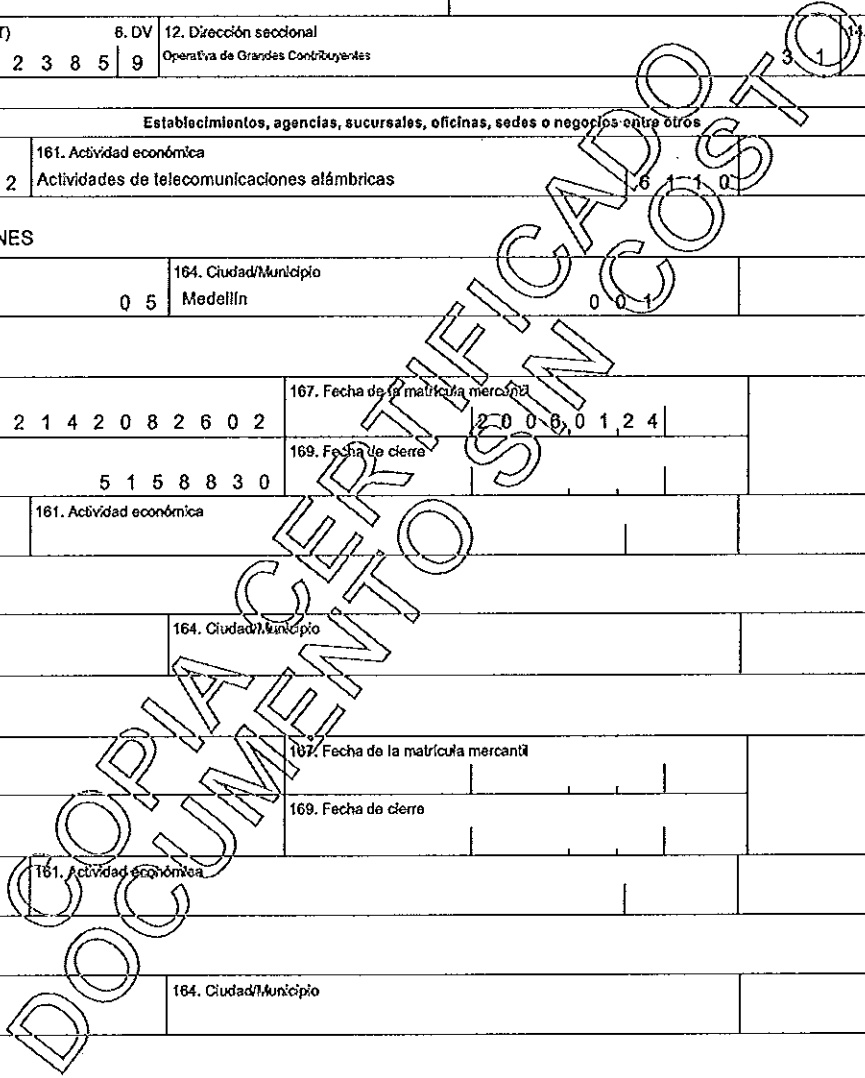 T) 6. DV 12. Dirección seccional
2 3 8 5 9 Operativa de Grandes Contribuyentes 3 1 14.
Establecimientos, agencias, sucursales, oficinas, sedes o negocios entre otros
161. Actividad económica
2 Actividades de telecomunicaciones alámbricas 6 1 1 0
NES
164. Ciudad/Municipio
0 5 Medellín 0 0 1
167. Fecha de la matrícula mercantil
2 1 4 2 0 8 2 6 0 2 2 0 0 6 0 1 2 4
169. Fecha de cierre
5 1 5 8 8 3 0
161. Actividad económica
164. Ciudad/Municipio
167. Fecha de la matrícula mercantil
169. Fecha de cierre
161. Actividad económica
164. Ciudad/Municipio
COPIA CERTIFICADO
DOCUMENTO SIN COSTO